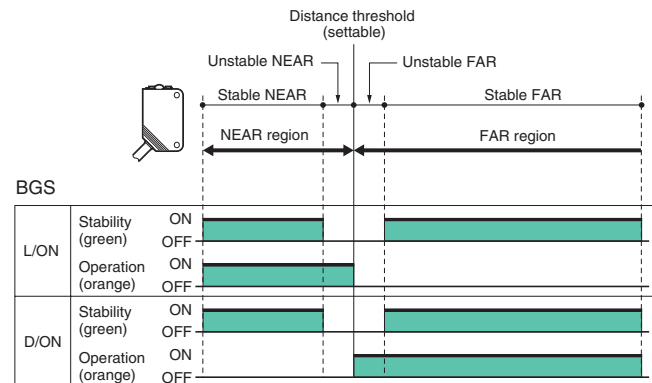 Distance threshold
(settable)
Unstable NEAR
Unstable FAR
Stable NEAR
Stable FAR
NEAR region
FAR region
BGS
L/ON
Stability
(green)
ON
OFF
Operation
(orange)
ON
OFF
D/ON
Stability
(green)
ON
OFF
Operation
(orange)
ON
OFF